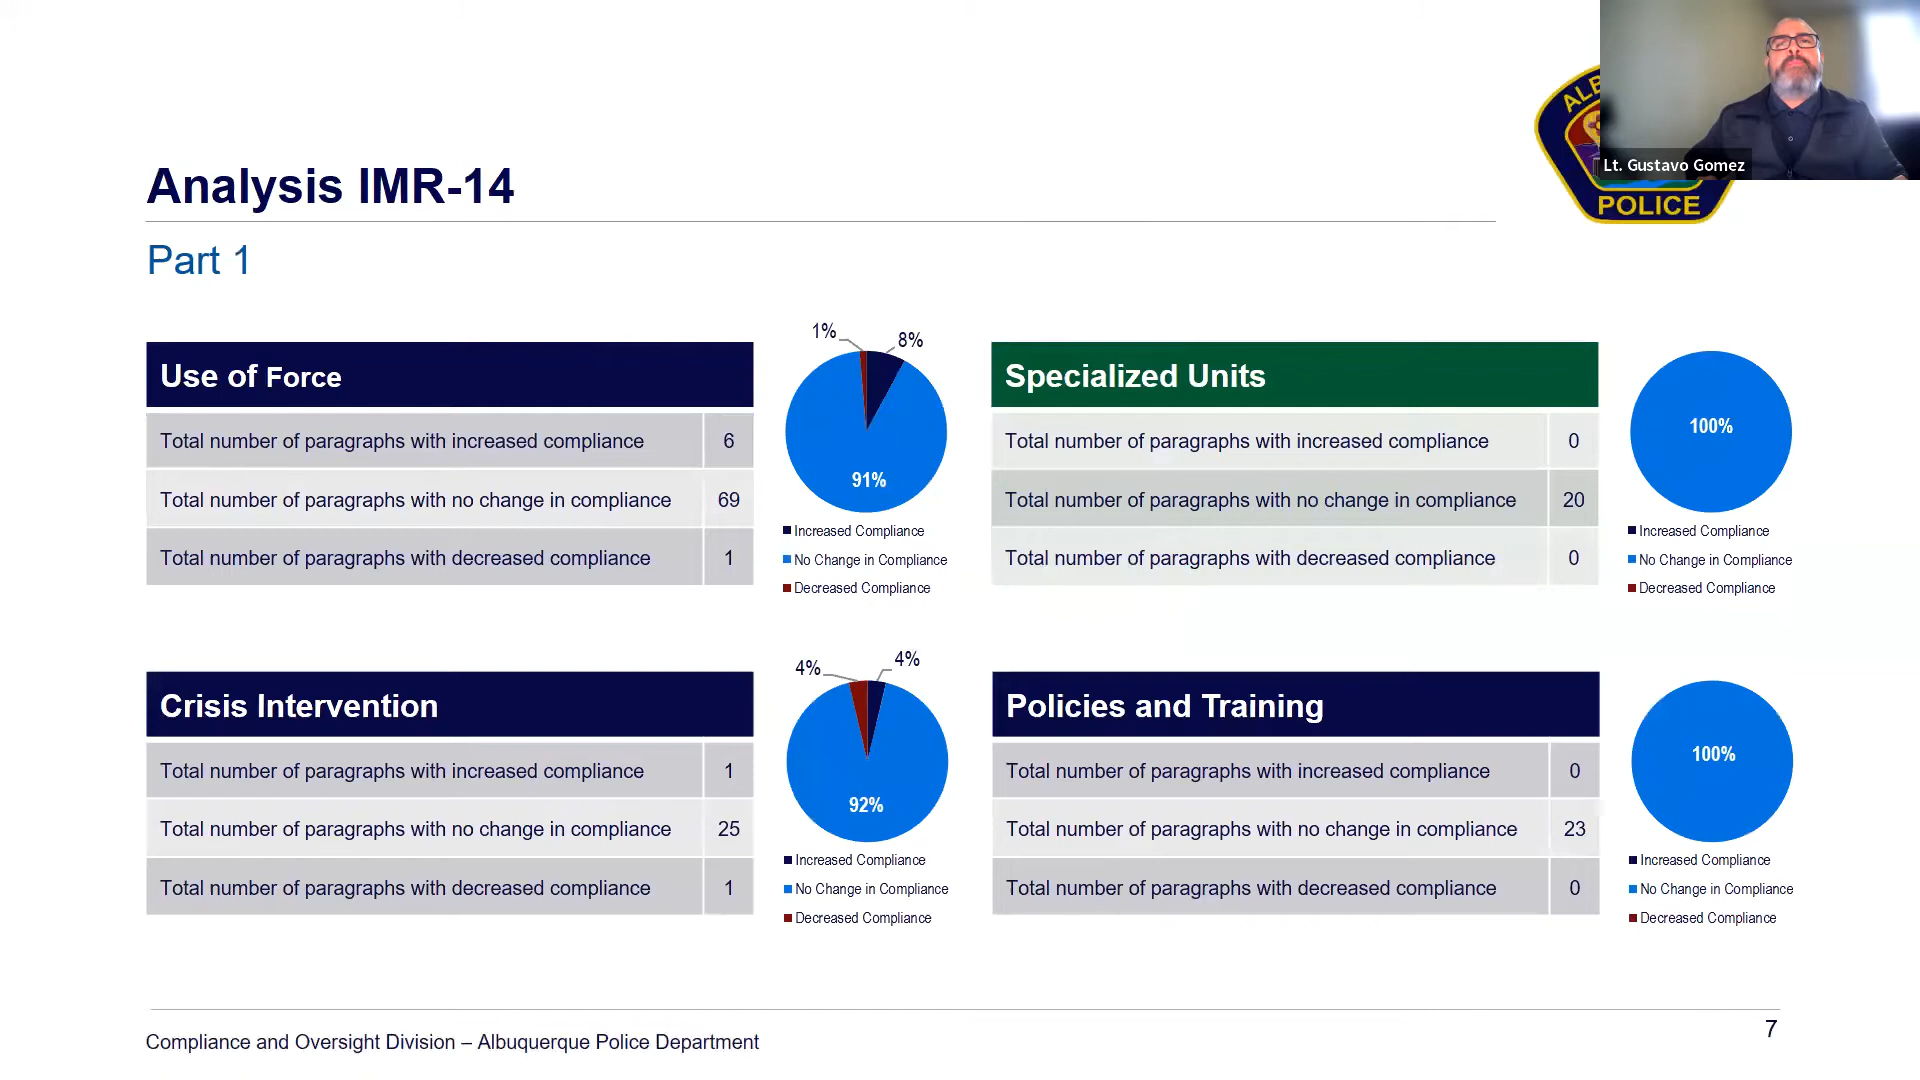 Lt. Gustavo Gomez
POLICE
Analysis IMR-14
Part 1
Use of Force
Total number of paragraphs with increased compliance 6
Total number of paragraphs with no change in compliance 69
Total number of paragraphs with decreased compliance 1
1%
8%
91%
Increased Compliance
No Change in Compliance
Decreased Compliance
Specialized Units
Total number of paragraphs with increased compliance 0
Total number of paragraphs with no change in compliance 20
Total number of paragraphs with decreased compliance 0
100%
Increased Compliance
No Change in Compliance
Decreased Compliance
Crisis Intervention
Total number of paragraphs with increased compliance 1
Total number of paragraphs with no change in compliance 25
Total number of paragraphs with decreased compliance 1
4%
4%
92%
Increased Compliance
No Change in Compliance
Decreased Compliance
Policies and Training
Total number of paragraphs with increased compliance 0
Total number of paragraphs with no change in compliance 23
Total number of paragraphs with decreased compliance 0
100%
Increased Compliance
No Change in Compliance
Decreased Compliance
Compliance and Oversight Division – Albuquerque Police Department
7